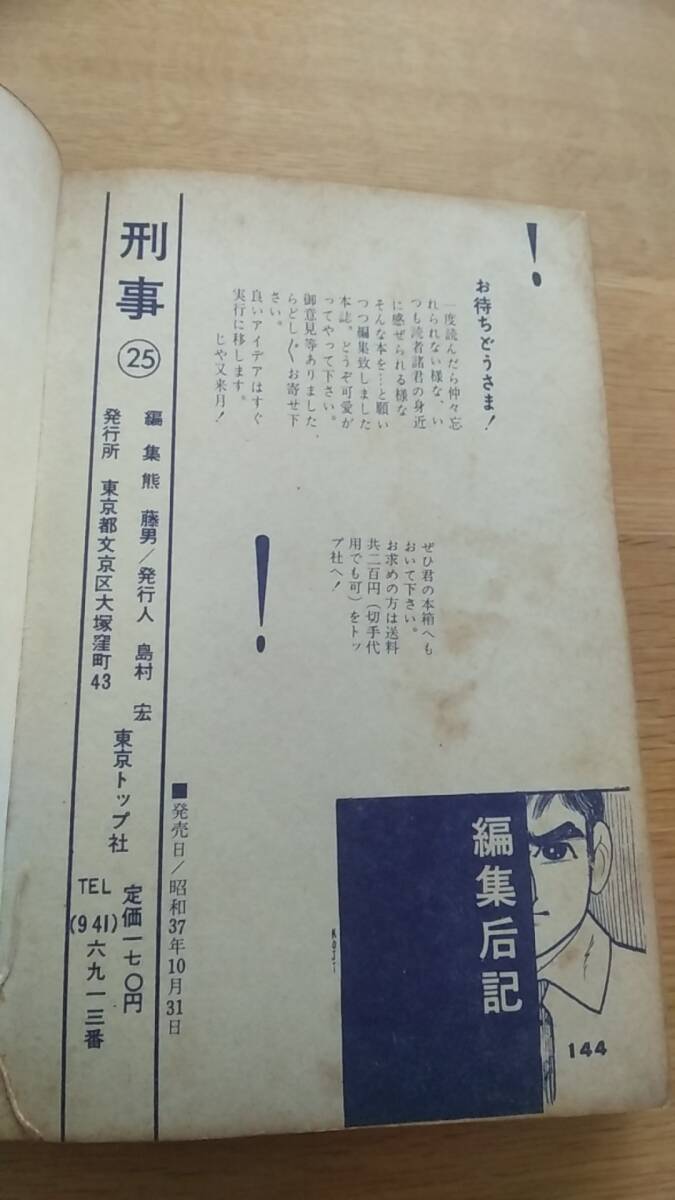 !
お待ちどうさま!
一度読んだら仲々忘
れられない様な、い
つも読者諸君の身近
に感ぜられる様な
そんな本を…と願い
つつ編集致しました
本誌。どうぞ可愛が
ってやって下さい。
御意見等ありました、
らどし〱お寄せ下
さい。
良いアイデアはすぐ
実行に移します。
じや又来月!
ぜひ君の本箱へも
おいて下さい。
お求めの方は送料
共二百円(切手代
用でも可)をトッ
プ社へ!
!
編集后記
KOJI
144
■発売日/昭和37年10月31日
刑事㉕
編集熊 藤男/発行人 島村 宏
発行所 東京都文京区大塚窪町43
東京トップ社
定価一七〇円
TEL(941)六九一三番